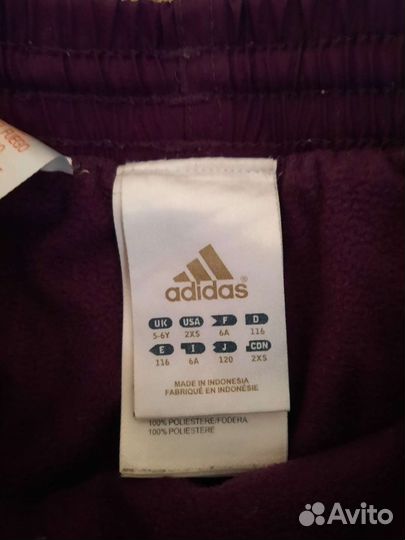 FUEGO
adidas ®
UK USA F D
5-6Y 2XS 6A 116
E I J CDN
116 6A 120 2XS
MADE IN INDONESIA
FABRIQUÉ EN INDONÉSIE
100% POLIESTERE/FODERA
100% POLIESTERE
Avito